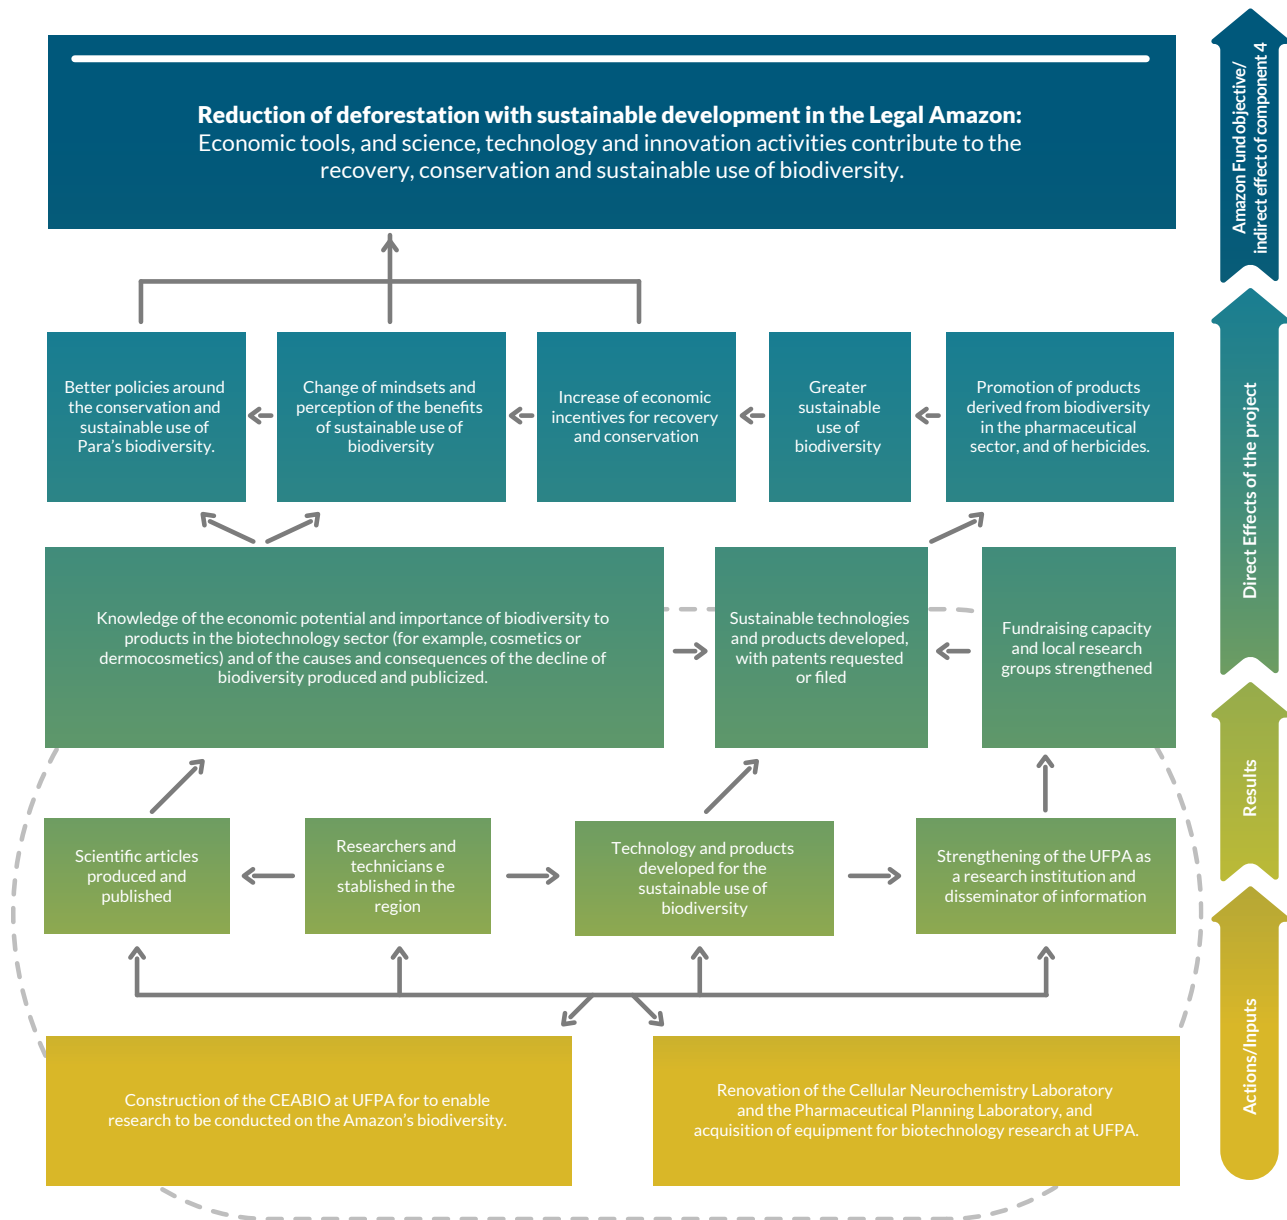 Reduction of deforestation with sustainable development in the Legal Amazon:
Economic tools, and science, technology and innovation activities contribute to the
recovery, conservation and sustainable use of biodiversity.
Better policies around
the conservation and
sustainable use of
Para’s biodiversity.
Change of mindsets and
perception of the benefits
of sustainable use of
biodiversity
Increase of economic
incentives for recovery
and conservation
Greater
sustainable
use of
biodiversity
Promotion of products
derived from biodiversity
in the pharmaceutical
sector, and of herbicides.
Knowledge of the economic potential and importance of biodiversity to
products in the biotechnology sector (for example, cosmetics or
dermocosmetics) and of the causes and consequences of the decline of
biodiversity produced and publicized.
Sustainable technologies
and products developed,
with patents requested
or filed
Fundraising capacity
and local research
groups strengthened
Scientific articles
produced and
published
Researchers and
technicians e
stablished in the
region
Technology and products
developed for the
sustainable use of
biodiversity
Strengthening of the UFPA as
a research institution and
disseminator of information
Construction of the CEABIO at UFPA for to enable
research to be conducted on the Amazon’s biodiversity.
Renovation of the Cellular Neurochemistry Laboratory
and the Pharmaceutical Planning Laboratory, and
acquisition of equipment for biotechnology research at UFPA.
Amazon Fund objective/
indirect effect of component 4
Direct Effects of the project
Results
Actions/Inputs